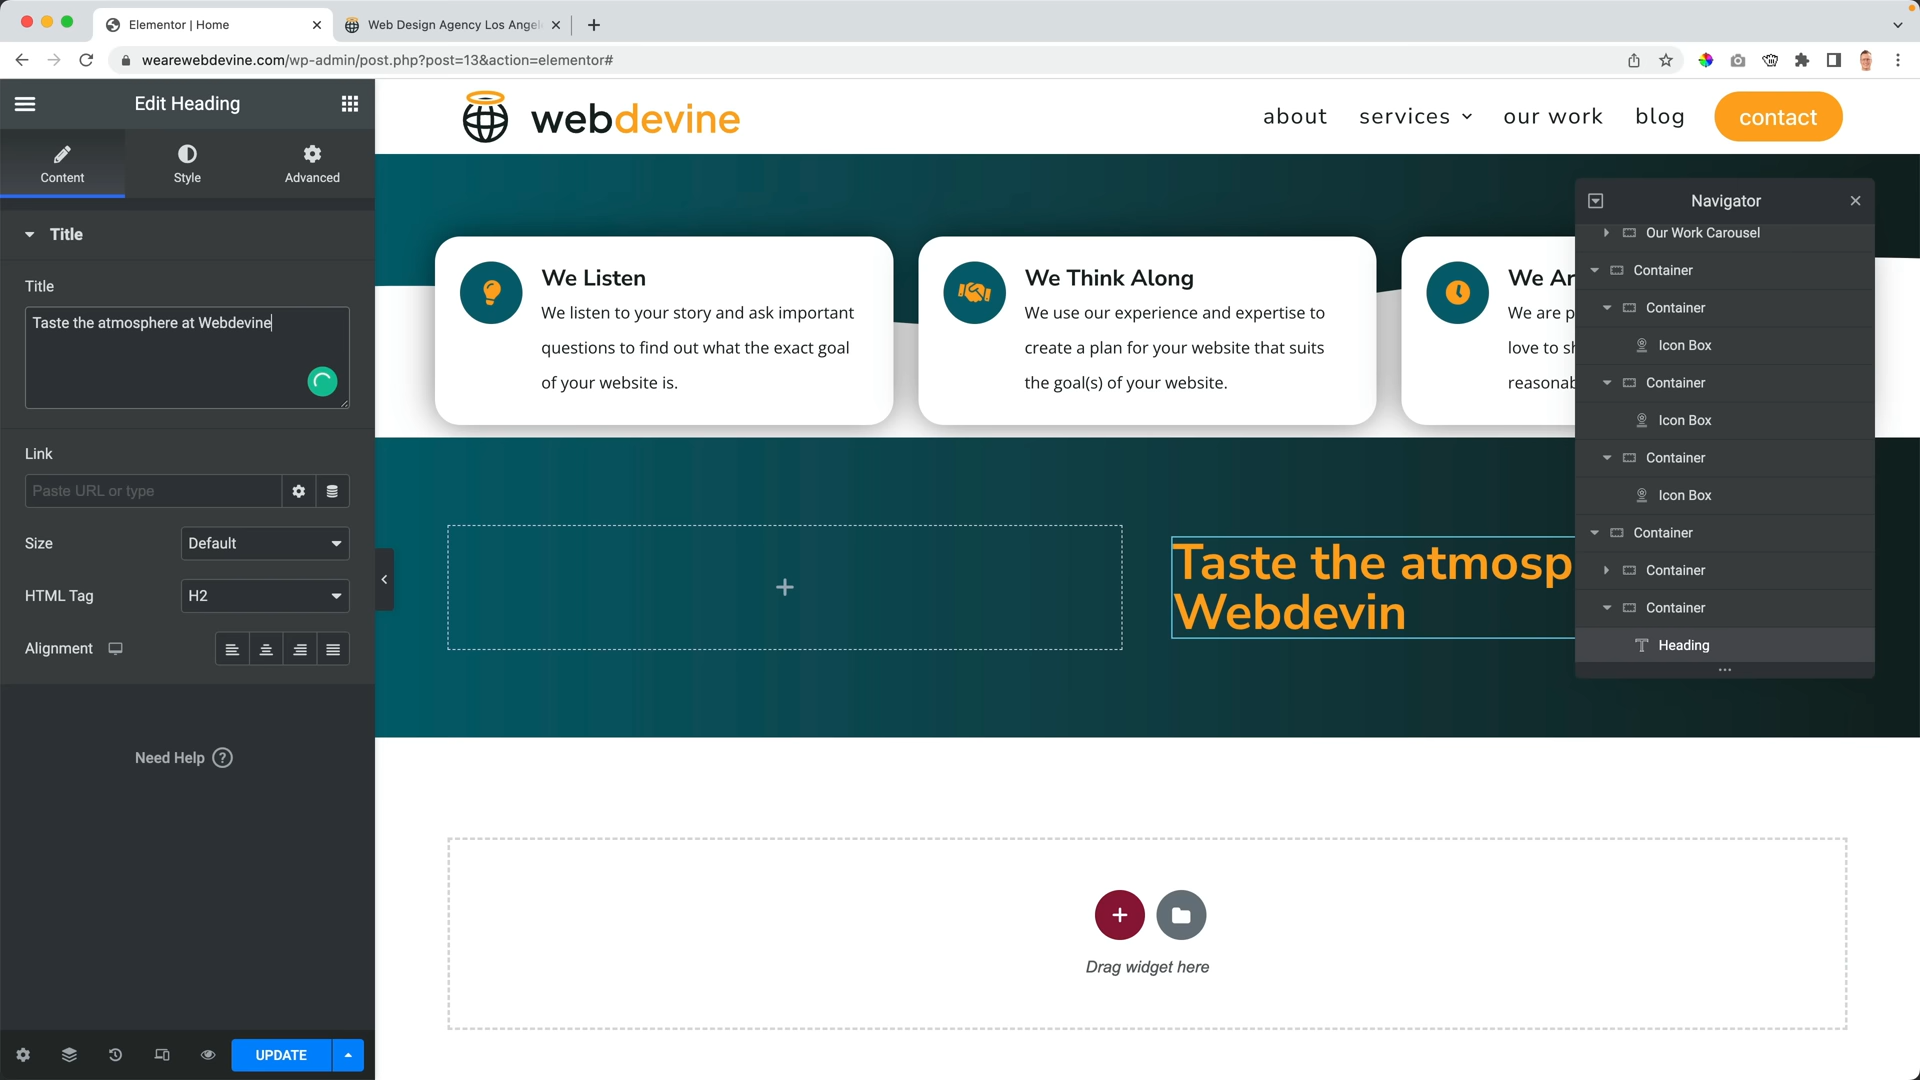 Elementor | Home
Web Design Agency Los Angel
wearewebdevine.com/wp-admin/post.php?post=13&action=elementor#
Edit Heading
Content
Style
Advanced
Title
Title
Taste the atmosphere at Webdevine
Link
Paste URL or type
Size
Default
HTML Tag
H2
Alignment
Need Help
UPDATE
webdevine
about
services
our work
blog
contact
We Listen
We listen to your story and ask important
questions to find out what the exact goal
of your website is.
We Think Along
We use our experience and expertise to
create a plan for your website that suits
the goal(s) of your website.
We Ar
We are p
love to sh
reasonab
Taste the atmosp
Webdevin
Drag widget here
Navigator
Our Work Carousel
Container
Container
Icon Box
Container
Icon Box
Container
Icon Box
Container
Container
Container
Heading